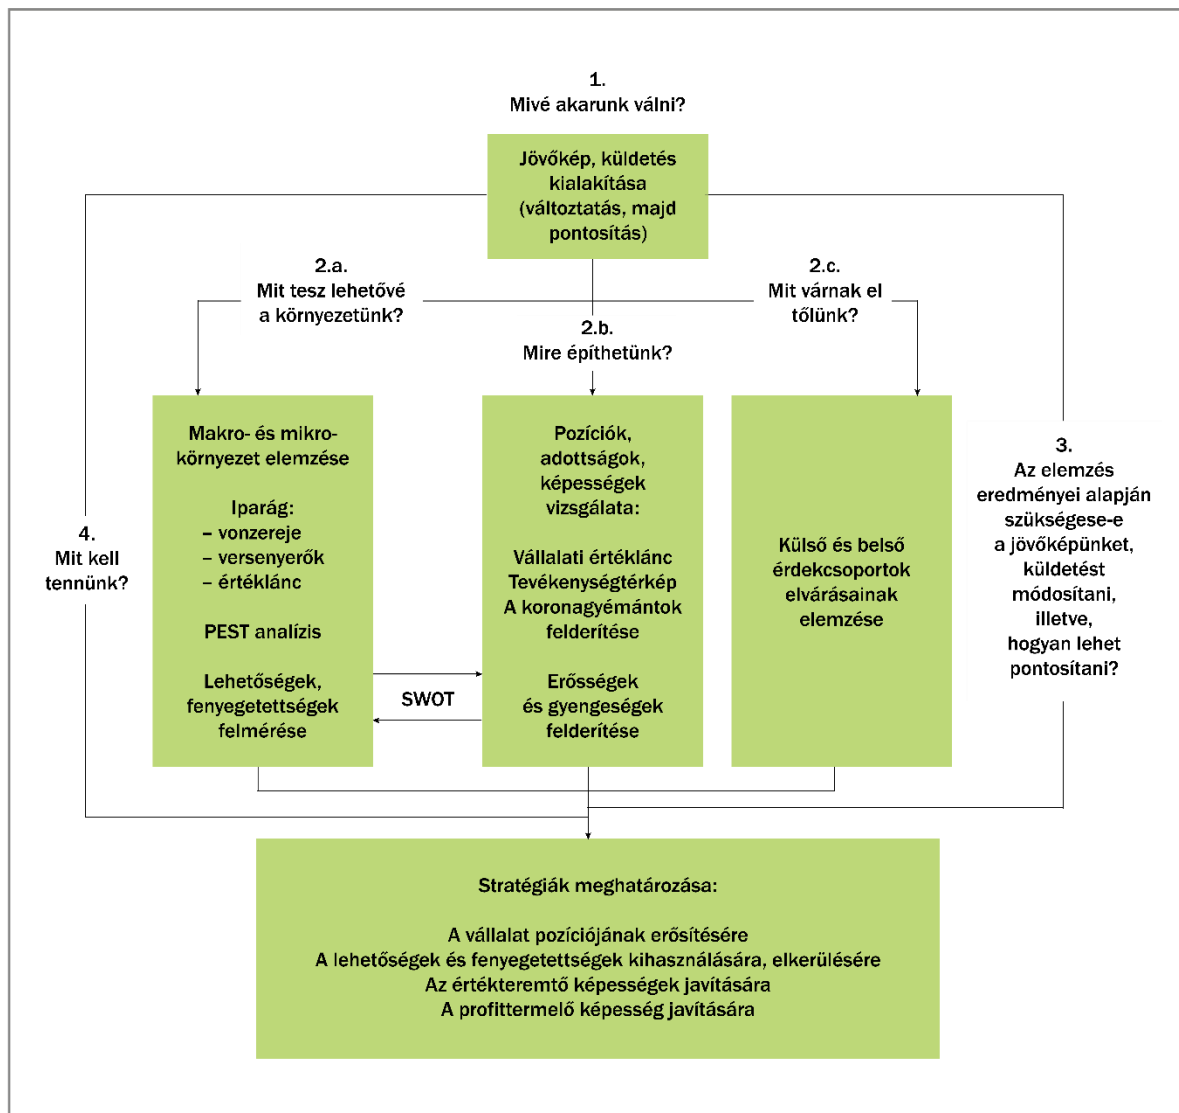 1.
Mivé akarunk válni?
Jövőkép, küldetés
kialakítása
(változtatás, majd
pontosítás)
2.a.
Mit tesz lehetővé
a környezetünk?
2.b.
Mire építhetünk?
2.c.
Mit várnak el
tőlünk?
Makro- és mikro-
környezet elemzése
Iparág:
– vonzereje
– versenyerők
– értéklánc
PEST analízis
Lehetőségek,
fenyegetettségek
felmérése
SWOT
Pozíciók,
adottságok,
képességek
vizsgálata:
Vállalati értéklánc
Tevékenységtérkép
A koronagyémántok
felderítése
Erősségek
és gyengeségek
felderítése
Külső és belső
érdekcsoportok
elvárásainak
elemzése
3.
Az elemzés
eredményei alapján
szükségese-e
a jövőképünket,
küldetést
módosítani,
illetve,
hogyan lehet
pontosítani?
4.
Mit kell
tennünk?
Stratégiák meghatározása:
A vállalat pozíciójának erősítésére
A lehetőségek és fenyegetettségek kihasználására, elkerülésére
Az értékteremtő képességek javítására
A profittermelő képesség javítására